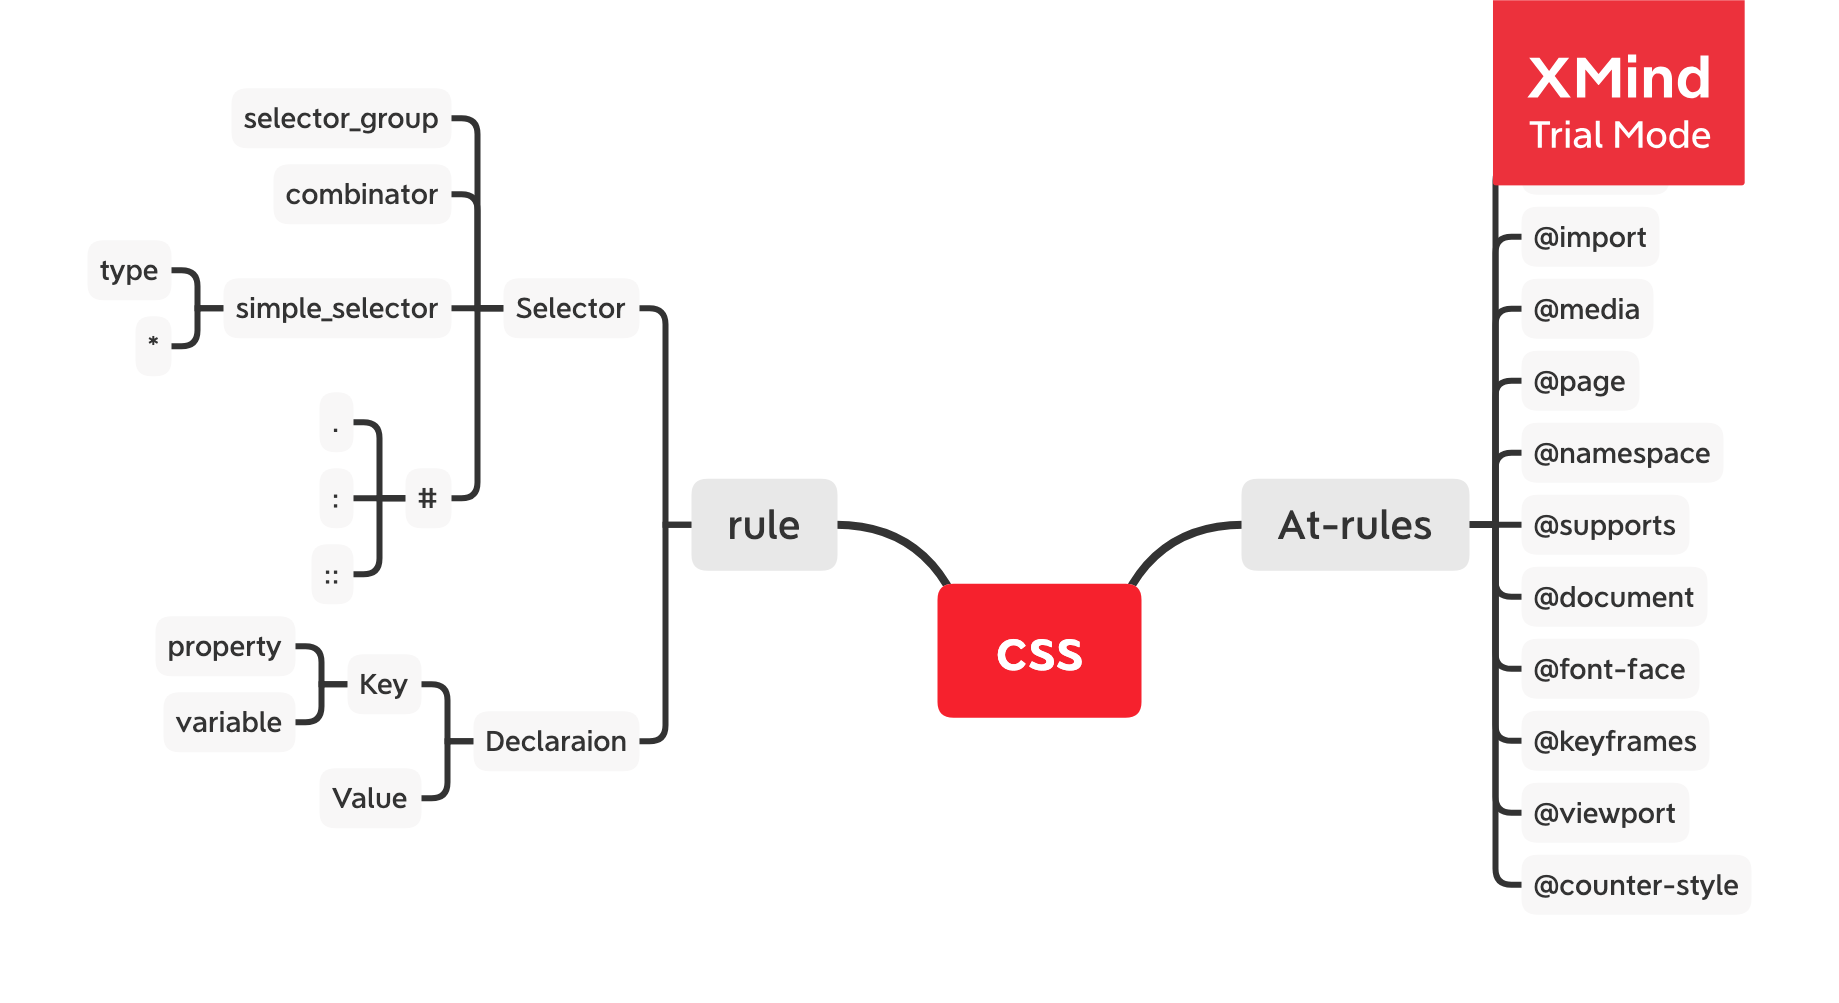 XMind
Trial Mode
selector_group
combinator
type
simple_selector
*
Selector
.
:
#
::
rule
property
Key
variable
Declaraion
Value
css
At-rules
@import
@media
@page
@namespace
@supports
@document
@font-face
@keyframes
@viewport
@counter-style